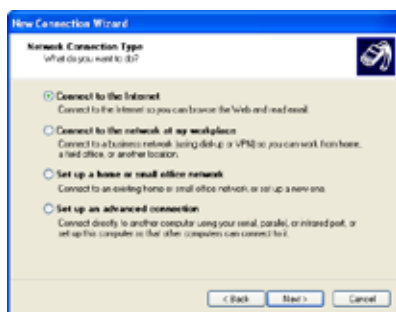 New Connection Wizard
Network Connection Type
What do you want to do?
Connect to the Internet
Connect to the Internet so you can browse the Web and read email.
Connect to the network at my workplace
Connect to a business network (using dial-up or VPN) so you can work from home,
a field office, or another location.
Set up a home or small office network
Connect to an existing home or small office network or set up a new one.
Set up an advanced connection
Connect directly to another computer using your serial, parallel, or infrared port, or
set up this computer so that other computers can connect to it.
< Back Next > Cancel